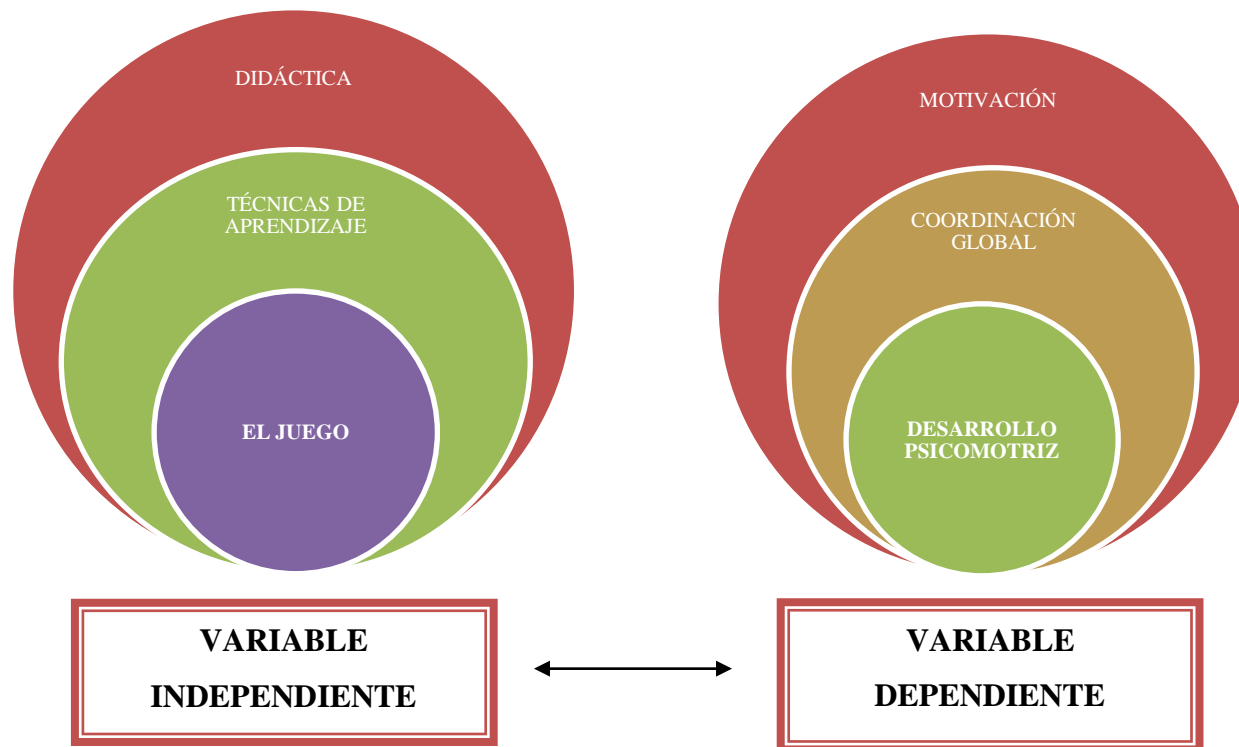 DIDÁCTICA
TÉCNICAS DE
APRENDIZAJE
EL JUEGO
MOTIVACIÓN
COORDINACIÓN
GLOBAL
DESARROLLO
PSICOMOTRIZ
VARIABLE
INDEPENDIENTE
VARIABLE
DEPENDIENTE